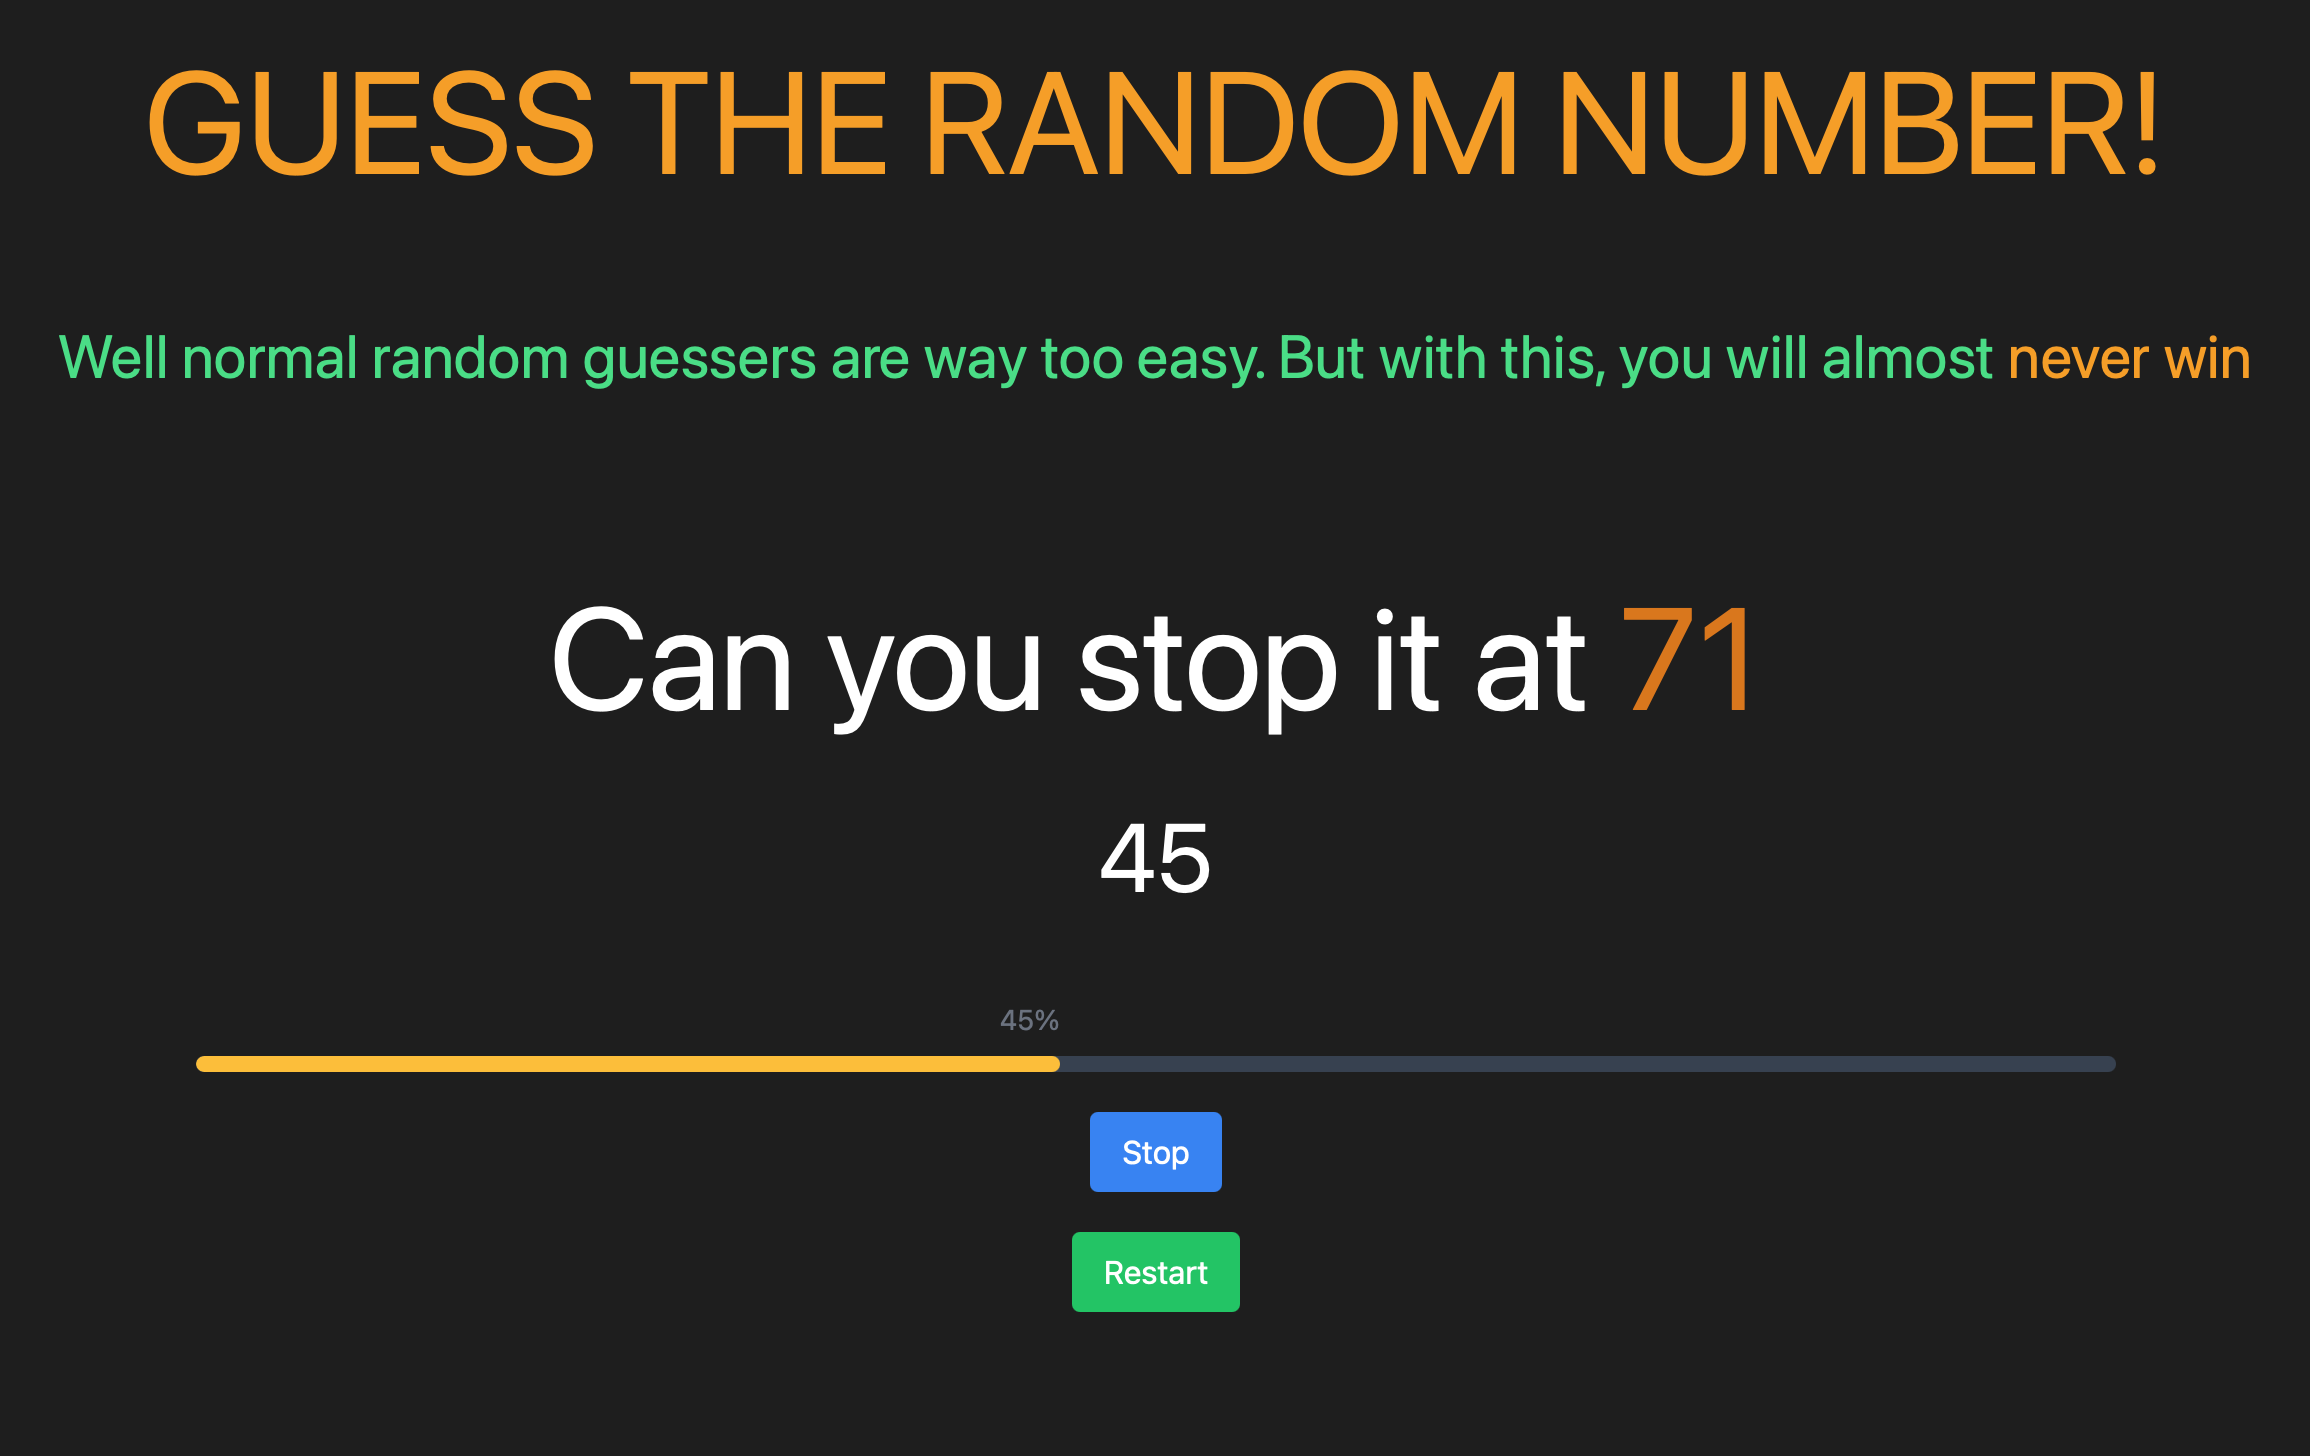 GUESS THE RANDOM NUMBER!
Well normal random guessers are way too easy. But with this, you will almost never win
Can you stop it at 71
45
45%
Stop
Restart